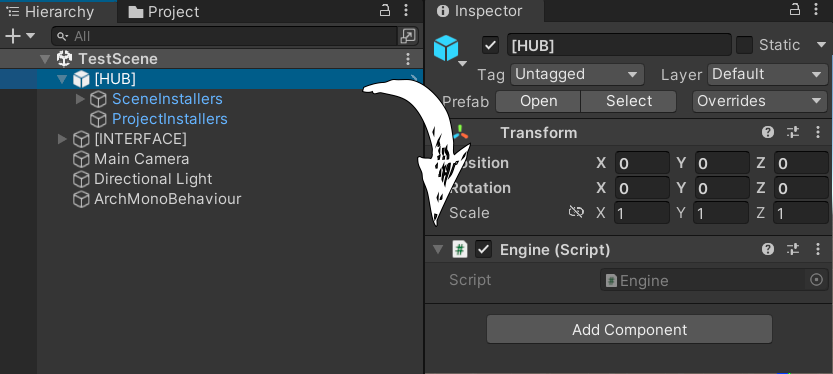 Hierarchy
Project
All
TestScene
[HUB]
SceneInstallers
ProjectInstallers
[INTERFACE]
Main Camera
Directional Light
ArchMonoBehaviour
Inspector
[HUB]
Static
Tag Untagged Layer Default
Prefab Open Select Overrides
Transform
Position X 0 Y 0 Z 0
Rotation X 0 Y 0 Z 0
Scale X 1 Y 1 Z 1
# Engine (Script)
Script # Engine
Add Component